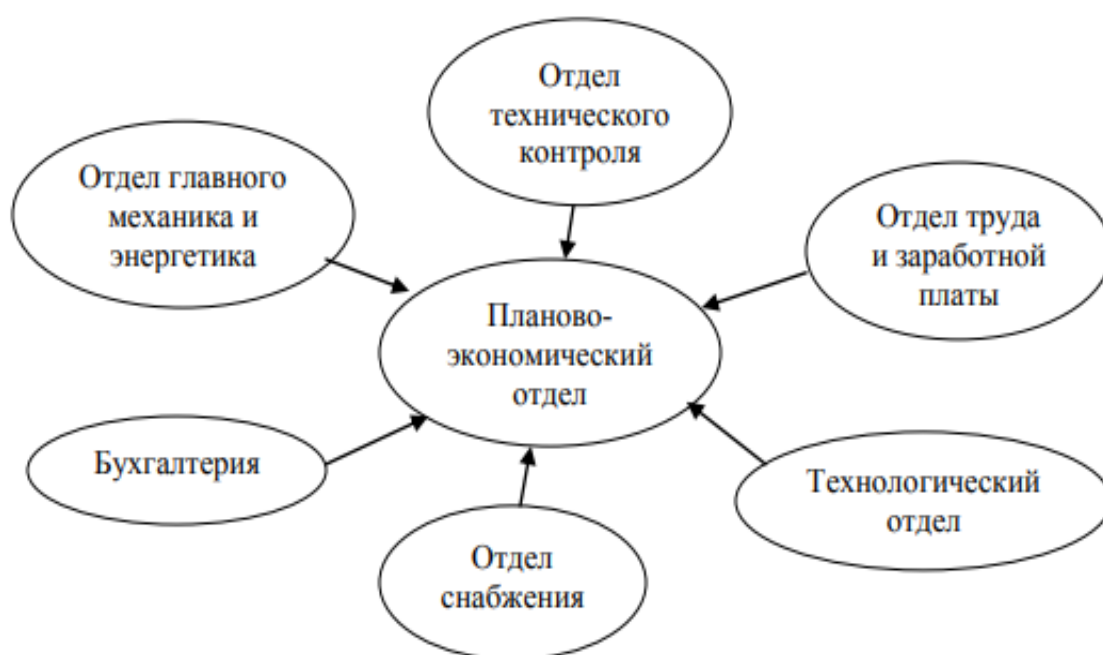 Отдел
технического
контроля
Отдел главного
механика и
энергетика
Отдел труда
и заработной
платы
Планово-
экономический
отдел
Бухгалтерия
Технологический
отдел
Отдел
снабжения